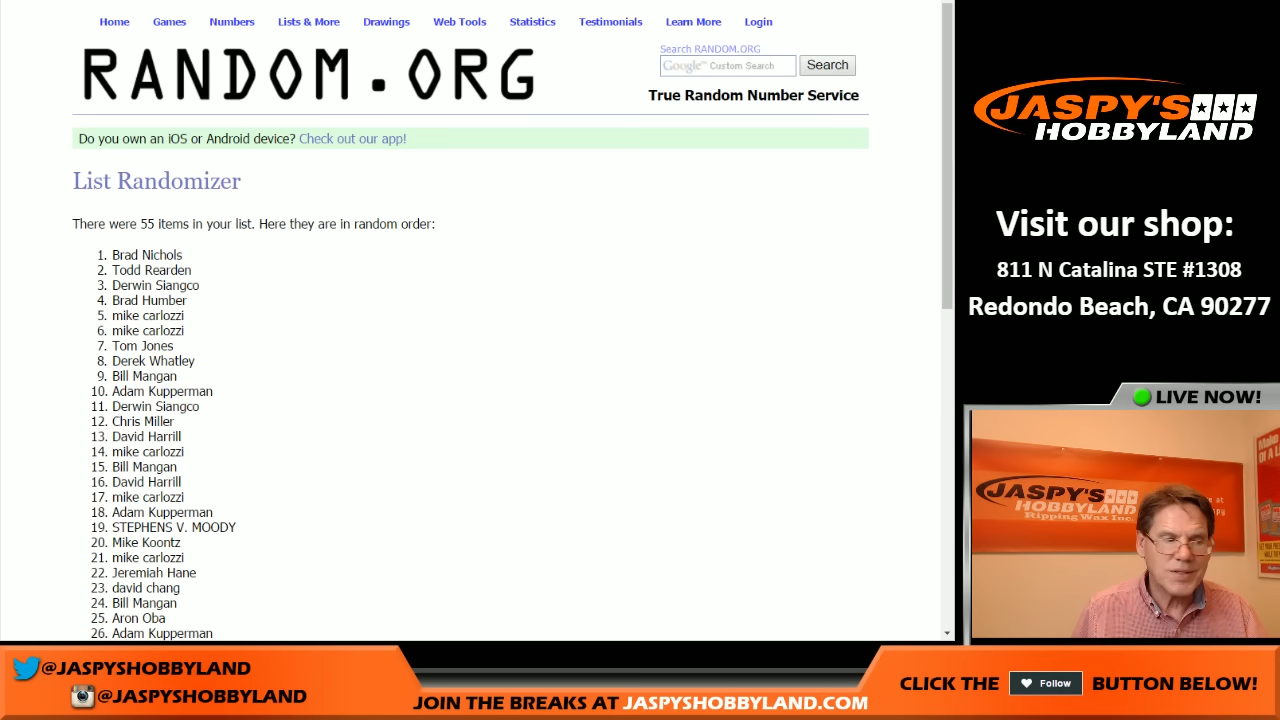 Home Games Numbers Lists & More Drawings Web Tools Statistics Testimonials Learn More Login
RANDOM.ORG
Search RANDOM.ORG
Google™ Custom Search Search
True Random Number Service
Do you own an iOS or Android device? Check out our app!
List Randomizer
There were 55 items in your list. Here they are in random order:
1. Brad Nichols
2. Todd Rearden
3. Derwin Siangco
4. Brad Humber
5. mike carlozzi
6. mike carlozzi
7. Tom Jones
8. Derek Whatley
9. Bill Mangan
10. Adam Kupperman
11. Derwin Siangco
12. Chris Miller
13. David Harrill
14. mike carlozzi
15. Bill Mangan
16. David Harrill
17. mike carlozzi
18. Adam Kupperman
19. STEPHENS V. MOODY
20. Mike Koontz
21. mike carlozzi
22. Jeremiah Hane
23. david chang
24. Bill Mangan
25. Aron Oba
26. Adam Kupperman
JASPY'S
HOBBYLAND
Visit our shop:
811 N Catalina STE #1308
Redondo Beach, CA 90277
LIVE NOW!
JASPY'S
HOBBYLAND
Ripping Wax Inc.
@JASPYSHOBBYLAND
@JASPYSHOBBYLAND
JOIN THE BREAKS AT JASPYSHOBBYLAND.COM
CLICK THE Follow BUTTON BELOW!